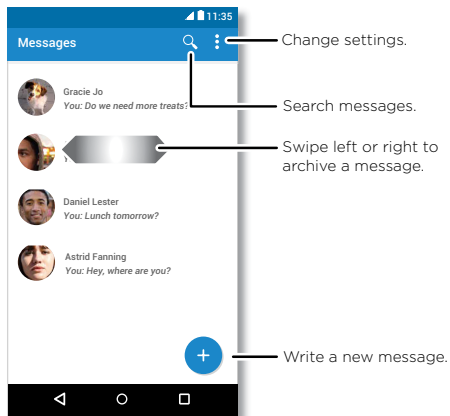 11:35
Messages
Change settings.
Gracie Jo
You: Do we need more treats?
Search messages.
Swipe left or right to
archive a message.
Daniel Lester
You: Lunch tomorrow?
Astrid Fanning
You: Hey, where are you?
Write a new message.